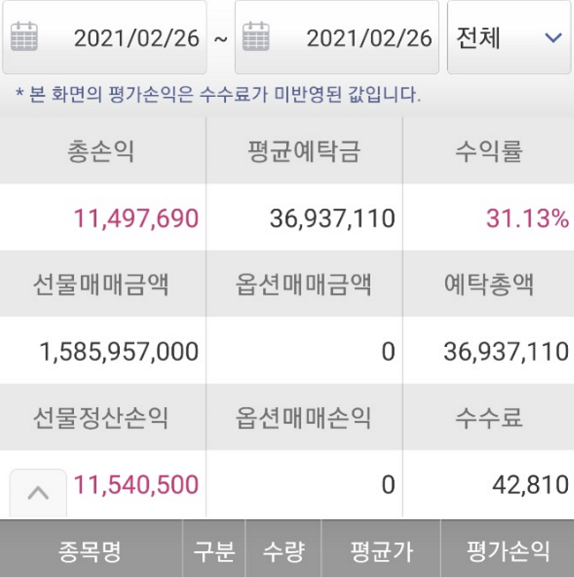 2021/02/26 ~ 2021/02/26 전체
* 본 화면의 평가손익은 수수료가 미반영된 값입니다.
총손익 평균예탁금 수익률
11,497,690 36,937,110 31.13%
선물매매금액 옵션매매금액 예탁총액
1,585,957,000 0 36,937,110
선물정산손익 옵션매매손익 수수료
11,540,500 0 42,810
종목명 구분 수량 평균가 평가손익